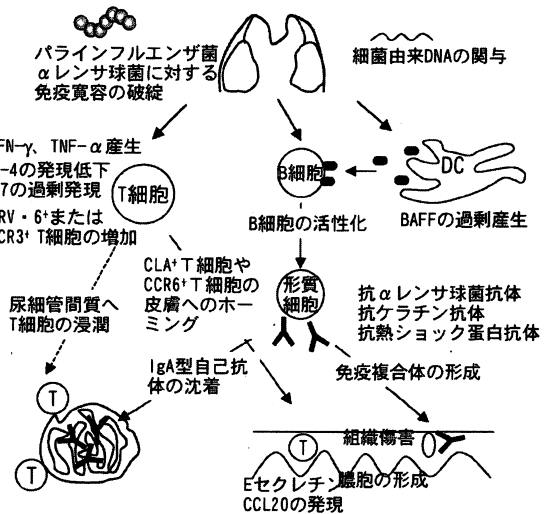 パラインフルエンザ菌
αレンサ球菌に対する
免疫寛容の破綻
細菌由来DNAの関与
FN-γ、TNF-α産生
-4の発現低下
7の過剰発現
RV・6⁺または
CR3⁺ T細胞の増加
T細胞
B細胞
DC
B細胞の活性化
BAFFの過剰産生
CLA⁺T細胞や
CCR6⁺T細胞の
皮膚へのホー
ミング
形質
細胞
尿細管間質へ
T細胞の浸潤
抗αレンサ球菌抗体
抗ケラチン抗体
抗熱ショック蛋白抗体
IgA型自己抗
体の沈着
免疫複合体の形成
T
T
T
組織傷害
Eセクレチン
膿胞の形成
CCL20の発現